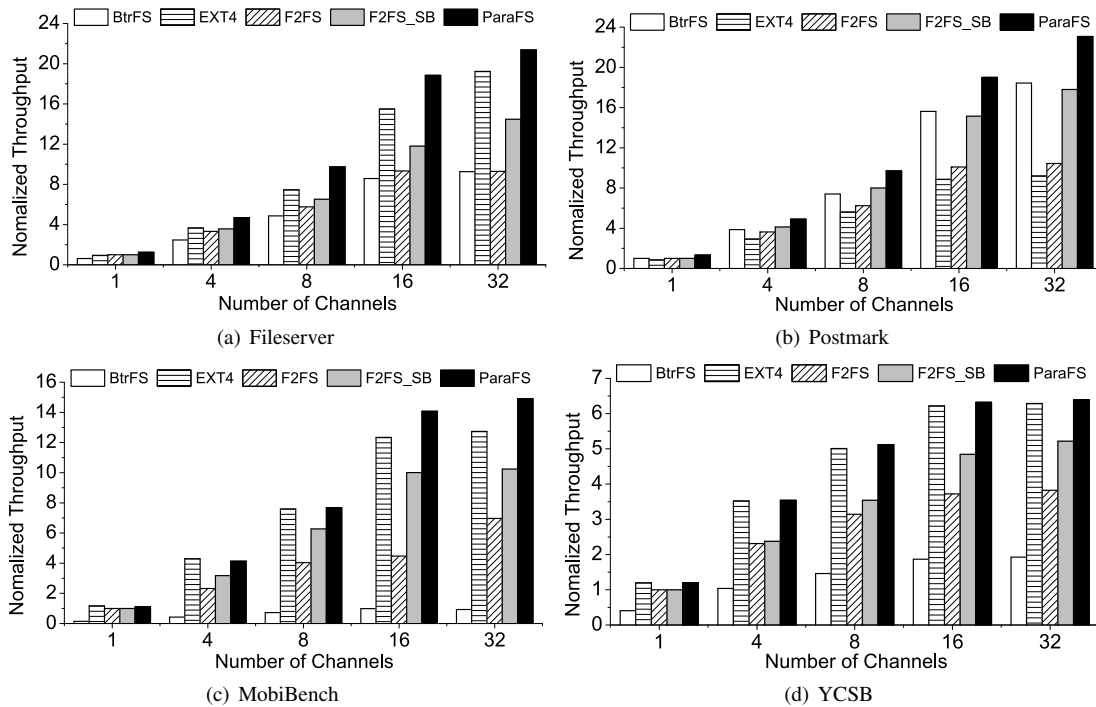 BtrFS EXT4 F2FS F2FS_SB ParaFS
24
20
16
12
8
4
0
Nomalized Throughput
1 4 8 16 32
Number of Channels
(a) Fileserver
BtrFS EXT4 F2FS F2FS_SB ParaFS
24
20
16
12
8
4
0
Nomalized Throughput
1 4 8 16 32
Number of Channels
(b) Postmark
BtrFS EXT4 F2FS F2FS_SB ParaFS
16
14
12
10
8
6
4
2
0
Nomalized Throughput
1 4 8 16 32
Number of Channels
(c) MobiBench
BtrFS EXT4 F2FS F2FS_SB ParaFS
7
6
5
4
3
2
1
0
Nomalized Throughput
1 4 8 16 32
Number of Channels
(d) YCSB